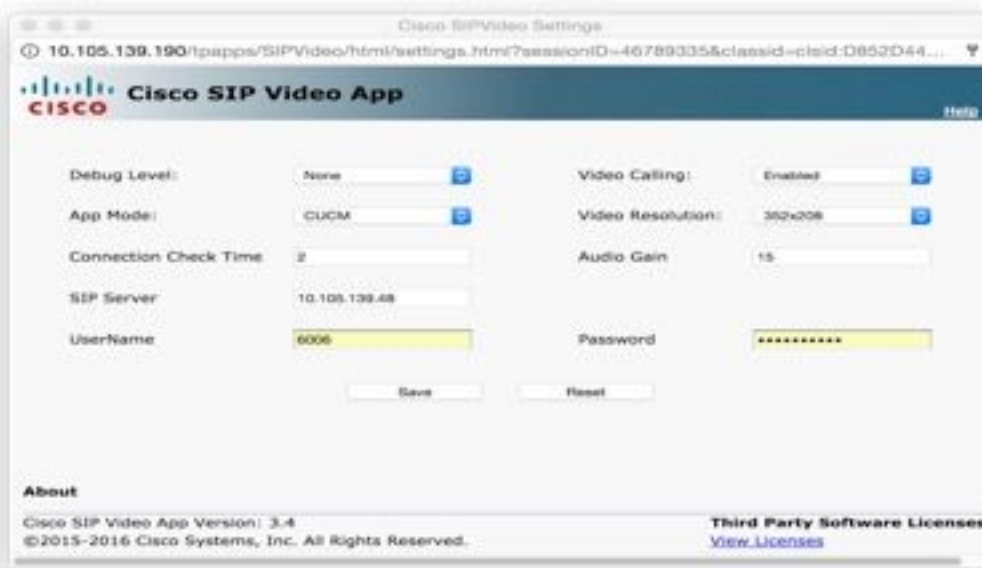 Cisco SIPVideo Settings
10.105.139.190/tpapps/SIPVideo/html/settings.html?sessionID=46789335&classid=clsid:D852D44...
CISCO
Cisco SIP Video App
Help
Debug Level: None
Video Calling: Enabled
App Mode: CUCM
Video Resolution: 352x208
Connection Check Time 2
Audio Gain 15
SIP Server 10.105.139.48
UserName 6006
Password ••••••••••
Save Reset
About
Cisco SIP Video App Version: 3.4
Third Party Software Licenses
©2015-2016 Cisco Systems, Inc. All Rights Reserved.
View Licenses